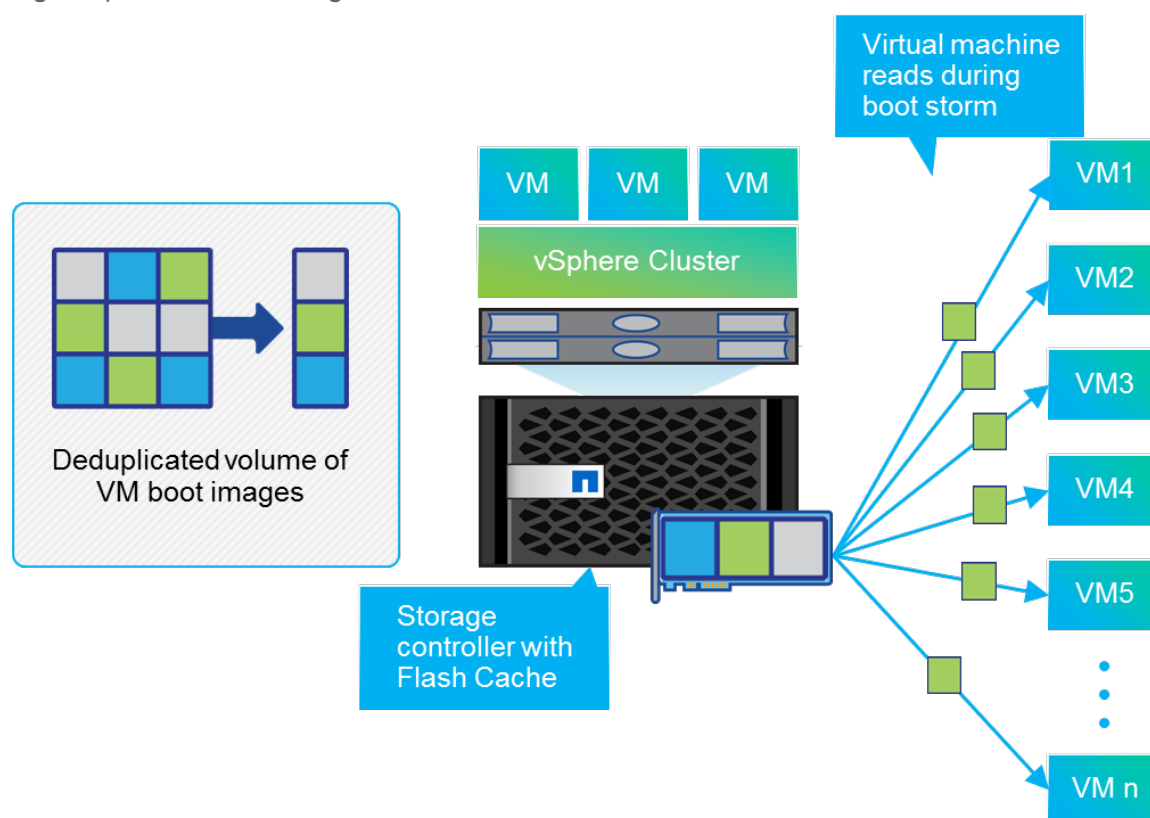 Virtual machine
reads during
boot storm
VM VM VM
vSphere Cluster
Deduplicated volume of
VM boot images
Storage
controller with
Flash Cache
VM1
VM2
VM3
VM4
VM5
VM n